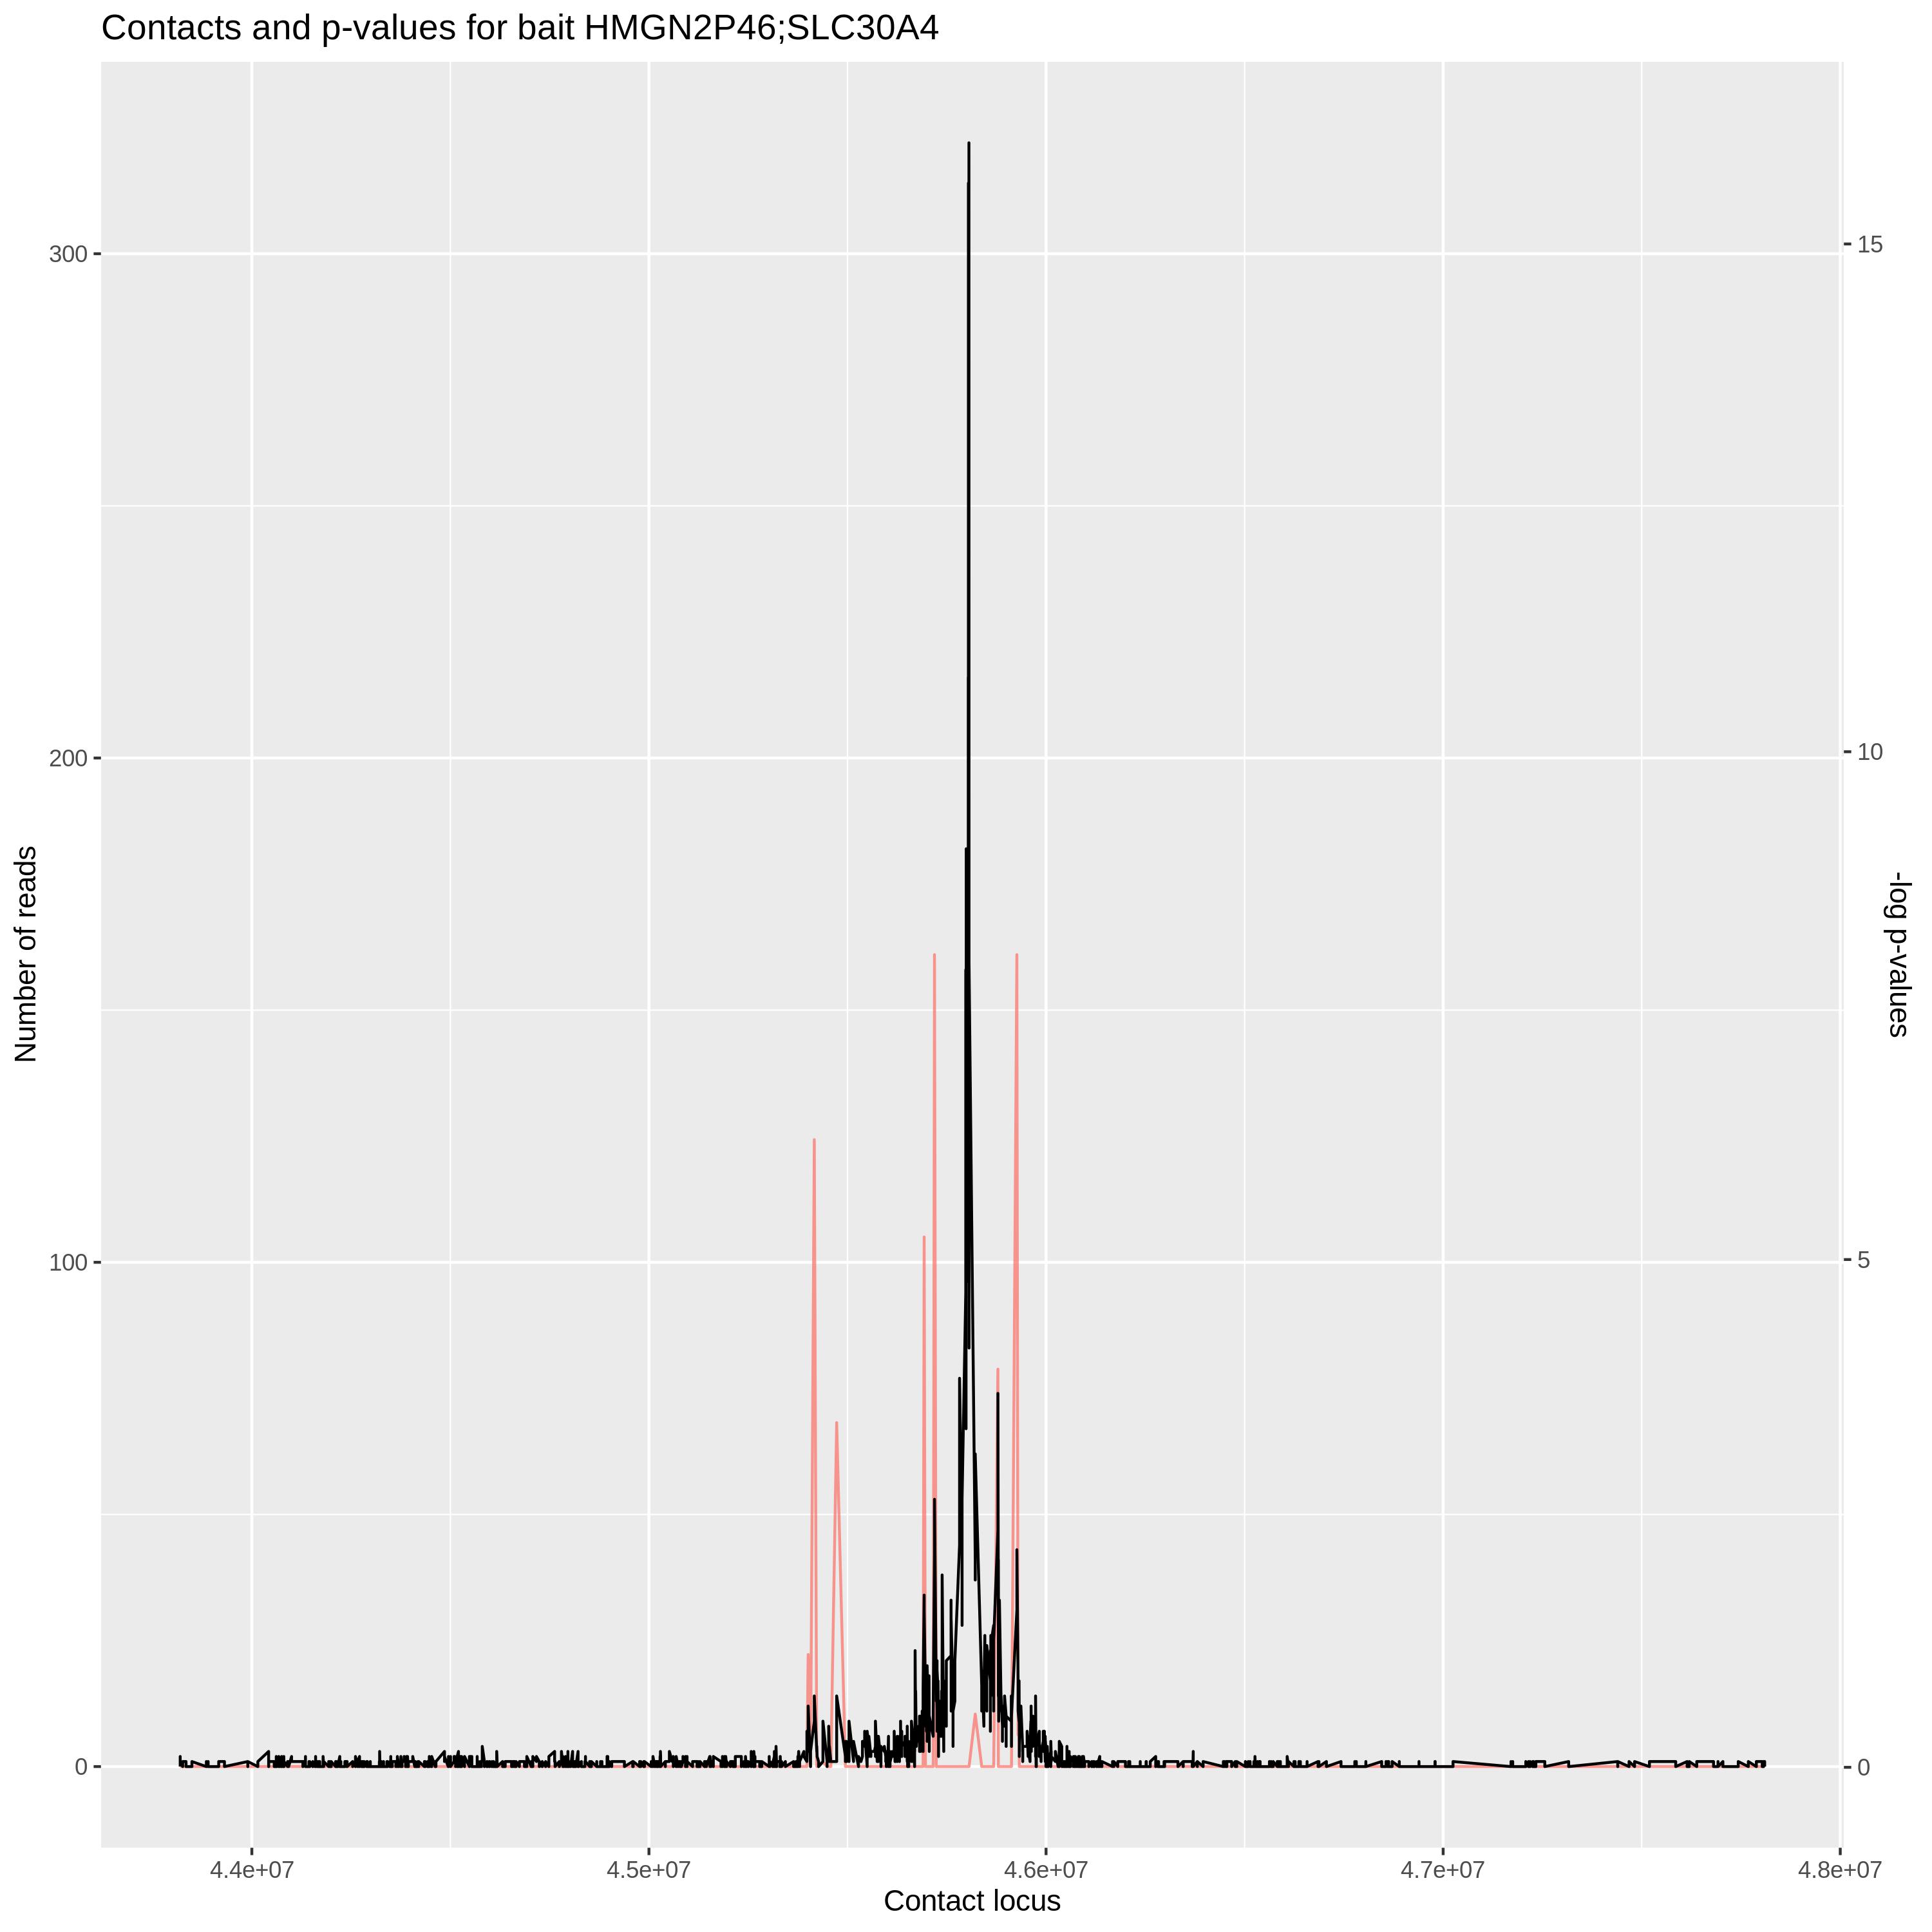 Contacts and p-values for bait HMGN2P46;SLC30A4
300
200
100
0
15
10
5
0
Number of reads
-log p-values
4.4e+07
4.5e+07
4.6e+07
4.7e+07
4.8e+07
Contact locus